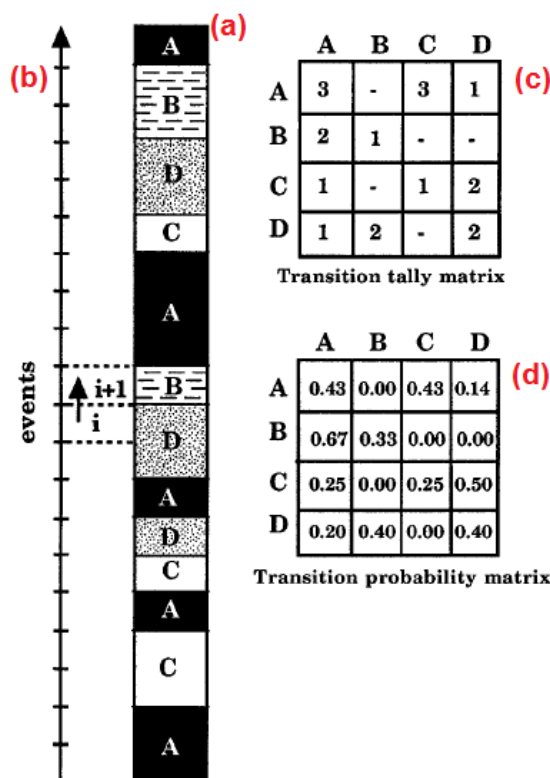 (a)
(b)
events
i+1
i
A
B
D
C
A
B
D
A
D
C
A
C
A
(c)
A B C D
A 3 - 3 1
B 2 1 - -
C 1 - 1 2
D 1 2 - 2
Transition tally matrix
(d)
A B C D
A 0.43 0.00 0.43 0.14
B 0.67 0.33 0.00 0.00
C 0.25 0.00 0.25 0.50
D 0.20 0.40 0.00 0.40
Transition probability matrix